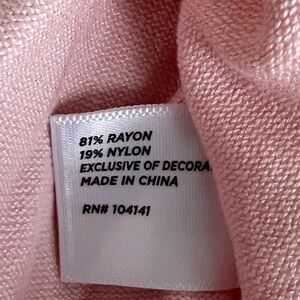 81% RAYON
19% NYLON
EXCLUSIVE OF DECORA
MADE IN CHINA
RN# 104141